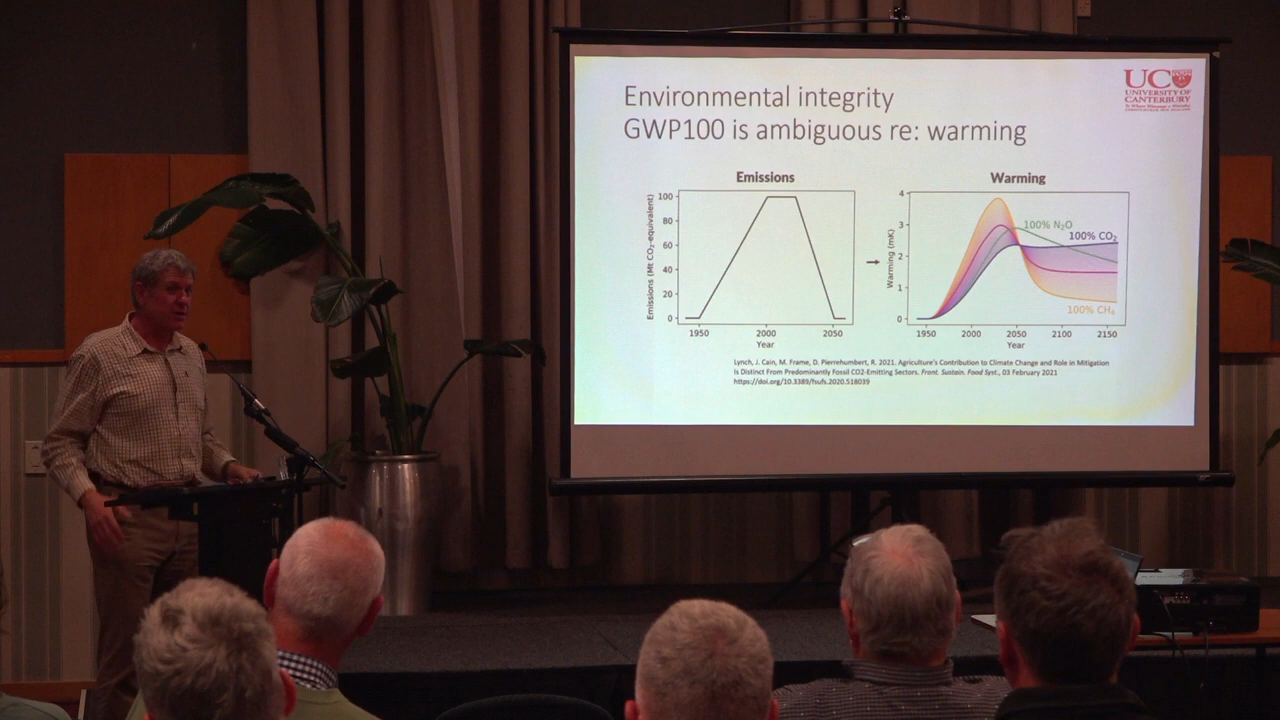 Environmental integrity
GWP100 is ambiguous re: warming
UC
UNIVERSITY OF
CANTERBURY
Emissions
Emissions (Mt CO₂-equivalent)
100
80
60
40
20
0
1950
2000
2050
Year
Warming
Warming (mK)
4
3
2
1
0
100% N₂O
100% CO₂
100% CH₄
1950
2000
2050
2100
2150
Year
Lynch, J. Cain, M. Frame, D. Pierrehumbert, R. 2021. Agriculture's Contribution to Climate Change and Role in Mitigation
Is Distinct From Predominantly Fossil CO2-Emitting Sectors. Front. Sustain. Food Syst., 03 February 2021
https://doi.org/10.3389/fsufs.2020.518039